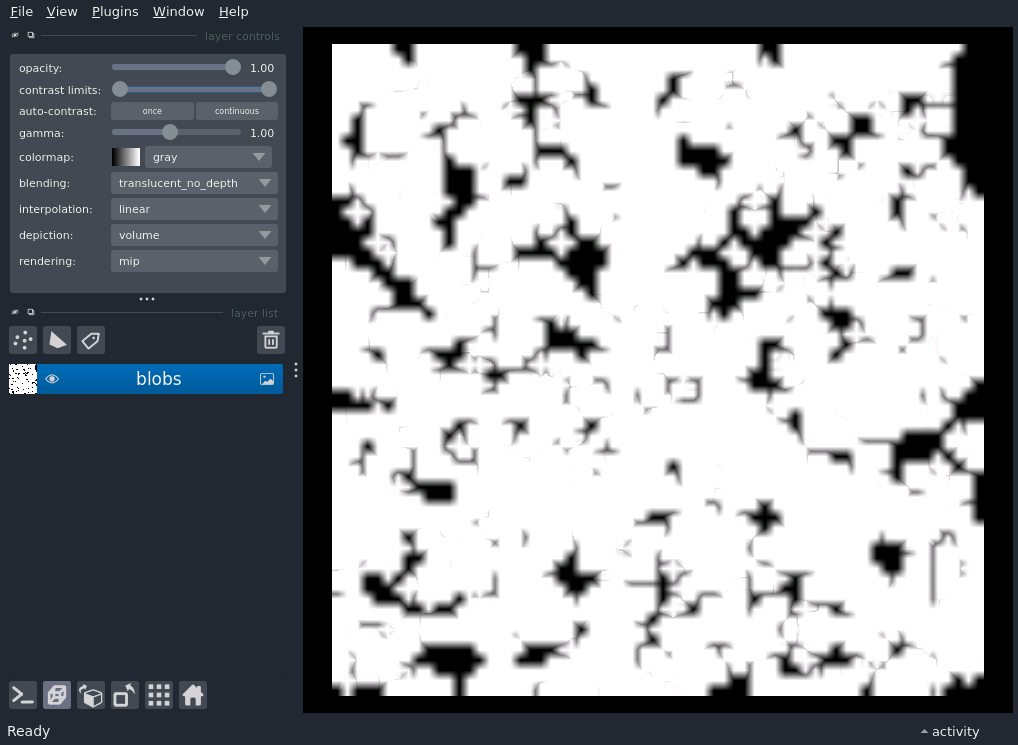 File View Plugins Window Help
layer controls
opacity: 1.00
contrast limits:
auto-contrast: once continuous
gamma: 1.00
colormap: gray
blending: translucent_no_depth
interpolation: linear
depiction: volume
rendering: mip
layer list
blobs
Ready
activity